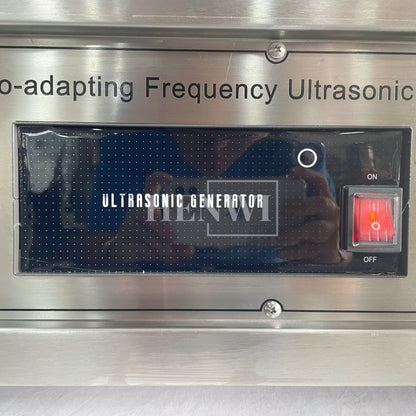 o-adapting Frequency Ultrasonic
ON
ULTRASONIC GENERATOR
HENWI
OFF